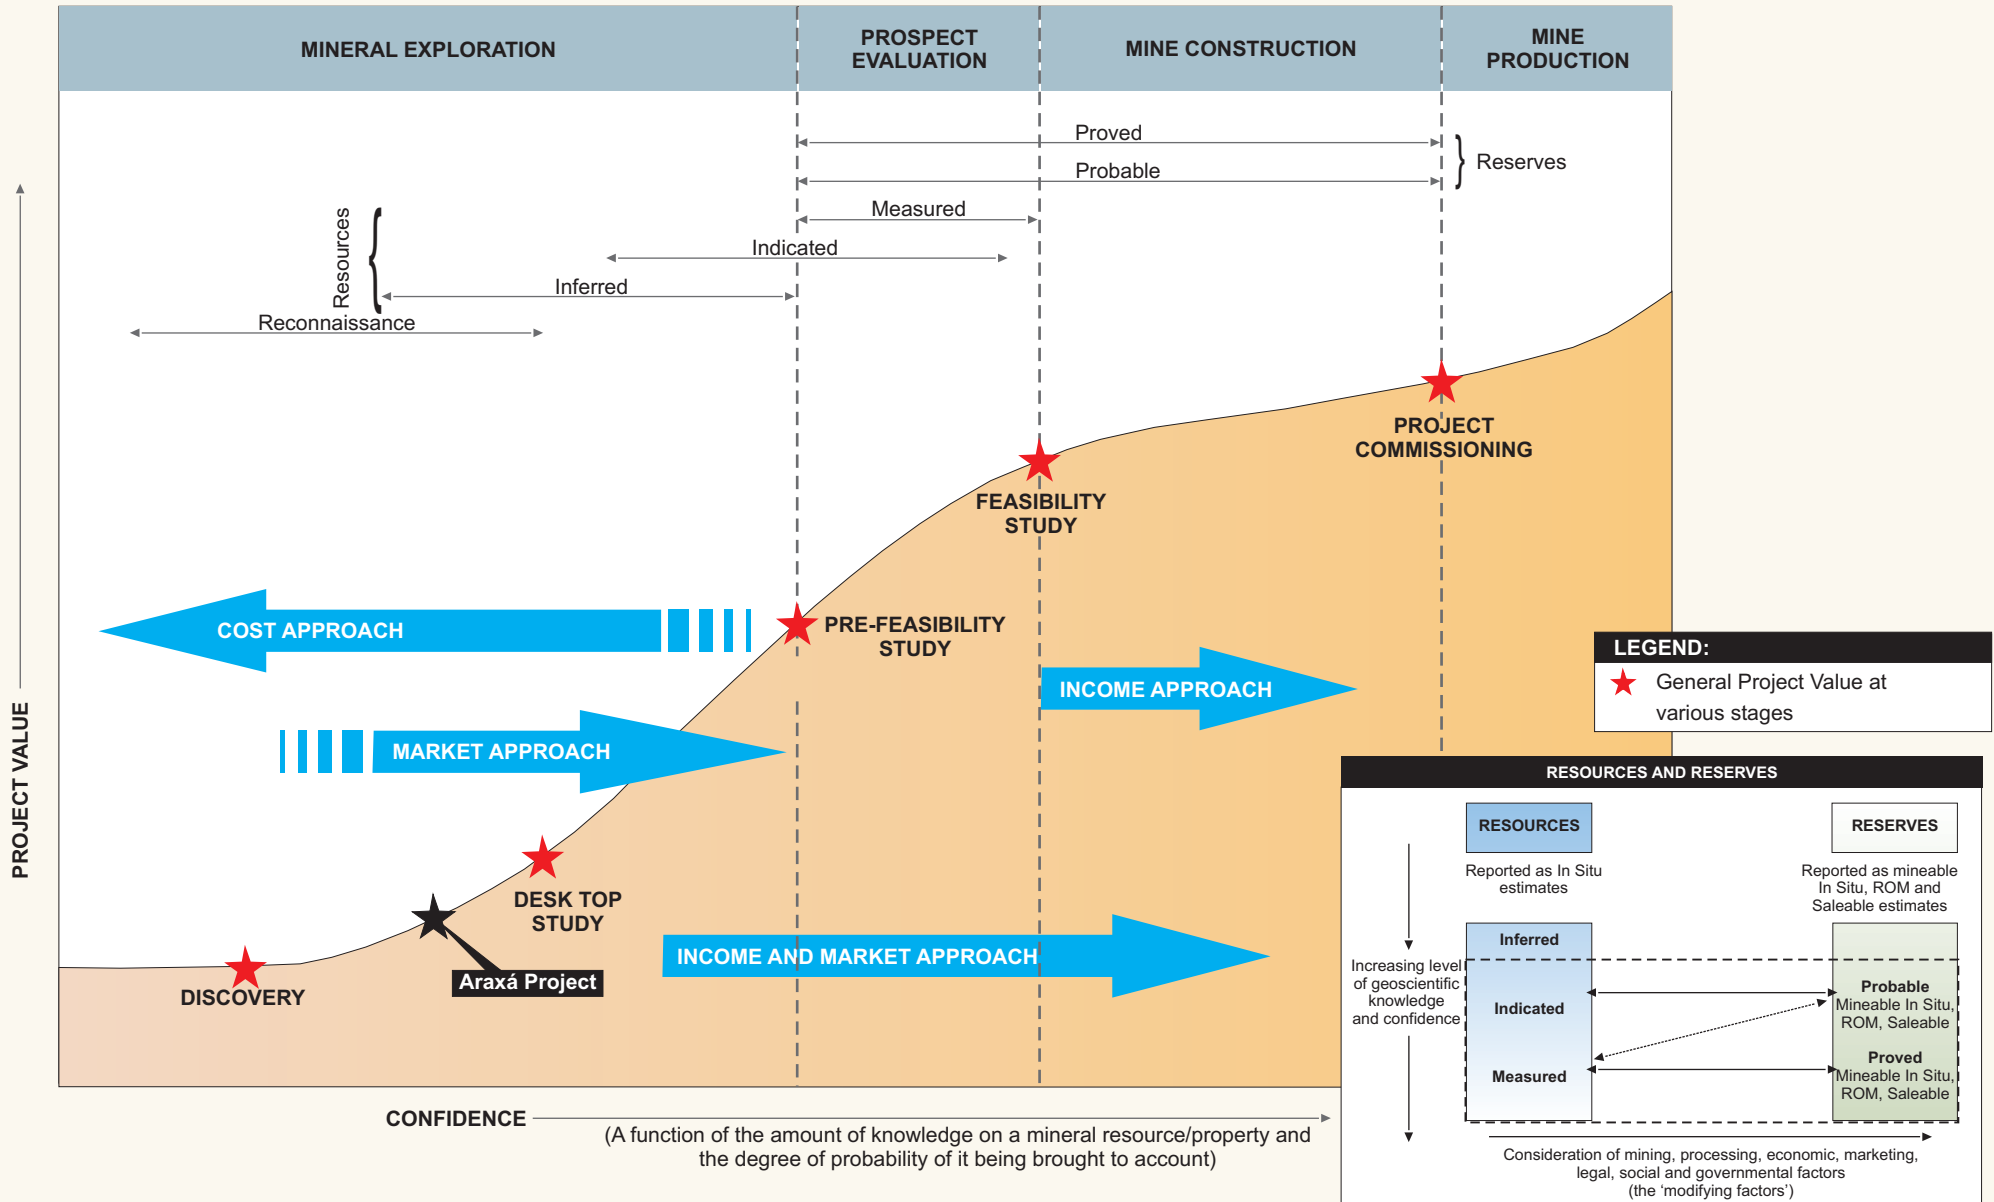 MINERAL EXPLORATION
PROSPECT
EVALUATION
MINE CONSTRUCTION
MINE
PRODUCTION
Proved
Probable
Reserves
Measured
Indicated
Inferred
Reconnaissance
Resources
PROJECT VALUE
PROJECT
COMMISSIONING
FEASIBILITY
STUDY
PRE-FEASIBILITY
STUDY
COST APPROACH
INCOME APPROACH
MARKET APPROACH
DESK TOP
STUDY
INCOME AND MARKET APPROACH
Araxá Project
DISCOVERY
CONFIDENCE
(A function of the amount of knowledge on a mineral resource/property and
the degree of probability of it being brought to account)
LEGEND:
General Project Value at
various stages
RESOURCES AND RESERVES
RESOURCES
RESERVES
Reported as In Situ
estimates
Reported as mineable
In Situ, ROM and
Saleable estimates
Increasing level
of geoscientific
knowledge
and confidence
Inferred
Indicated
Measured
Probable
Mineable In Situ,
ROM, Saleable
Proved
Mineable In Situ,
ROM, Saleable
Consideration of mining, processing, economic, marketing,
legal, social and governmental factors
(the ‘modifying factors’)